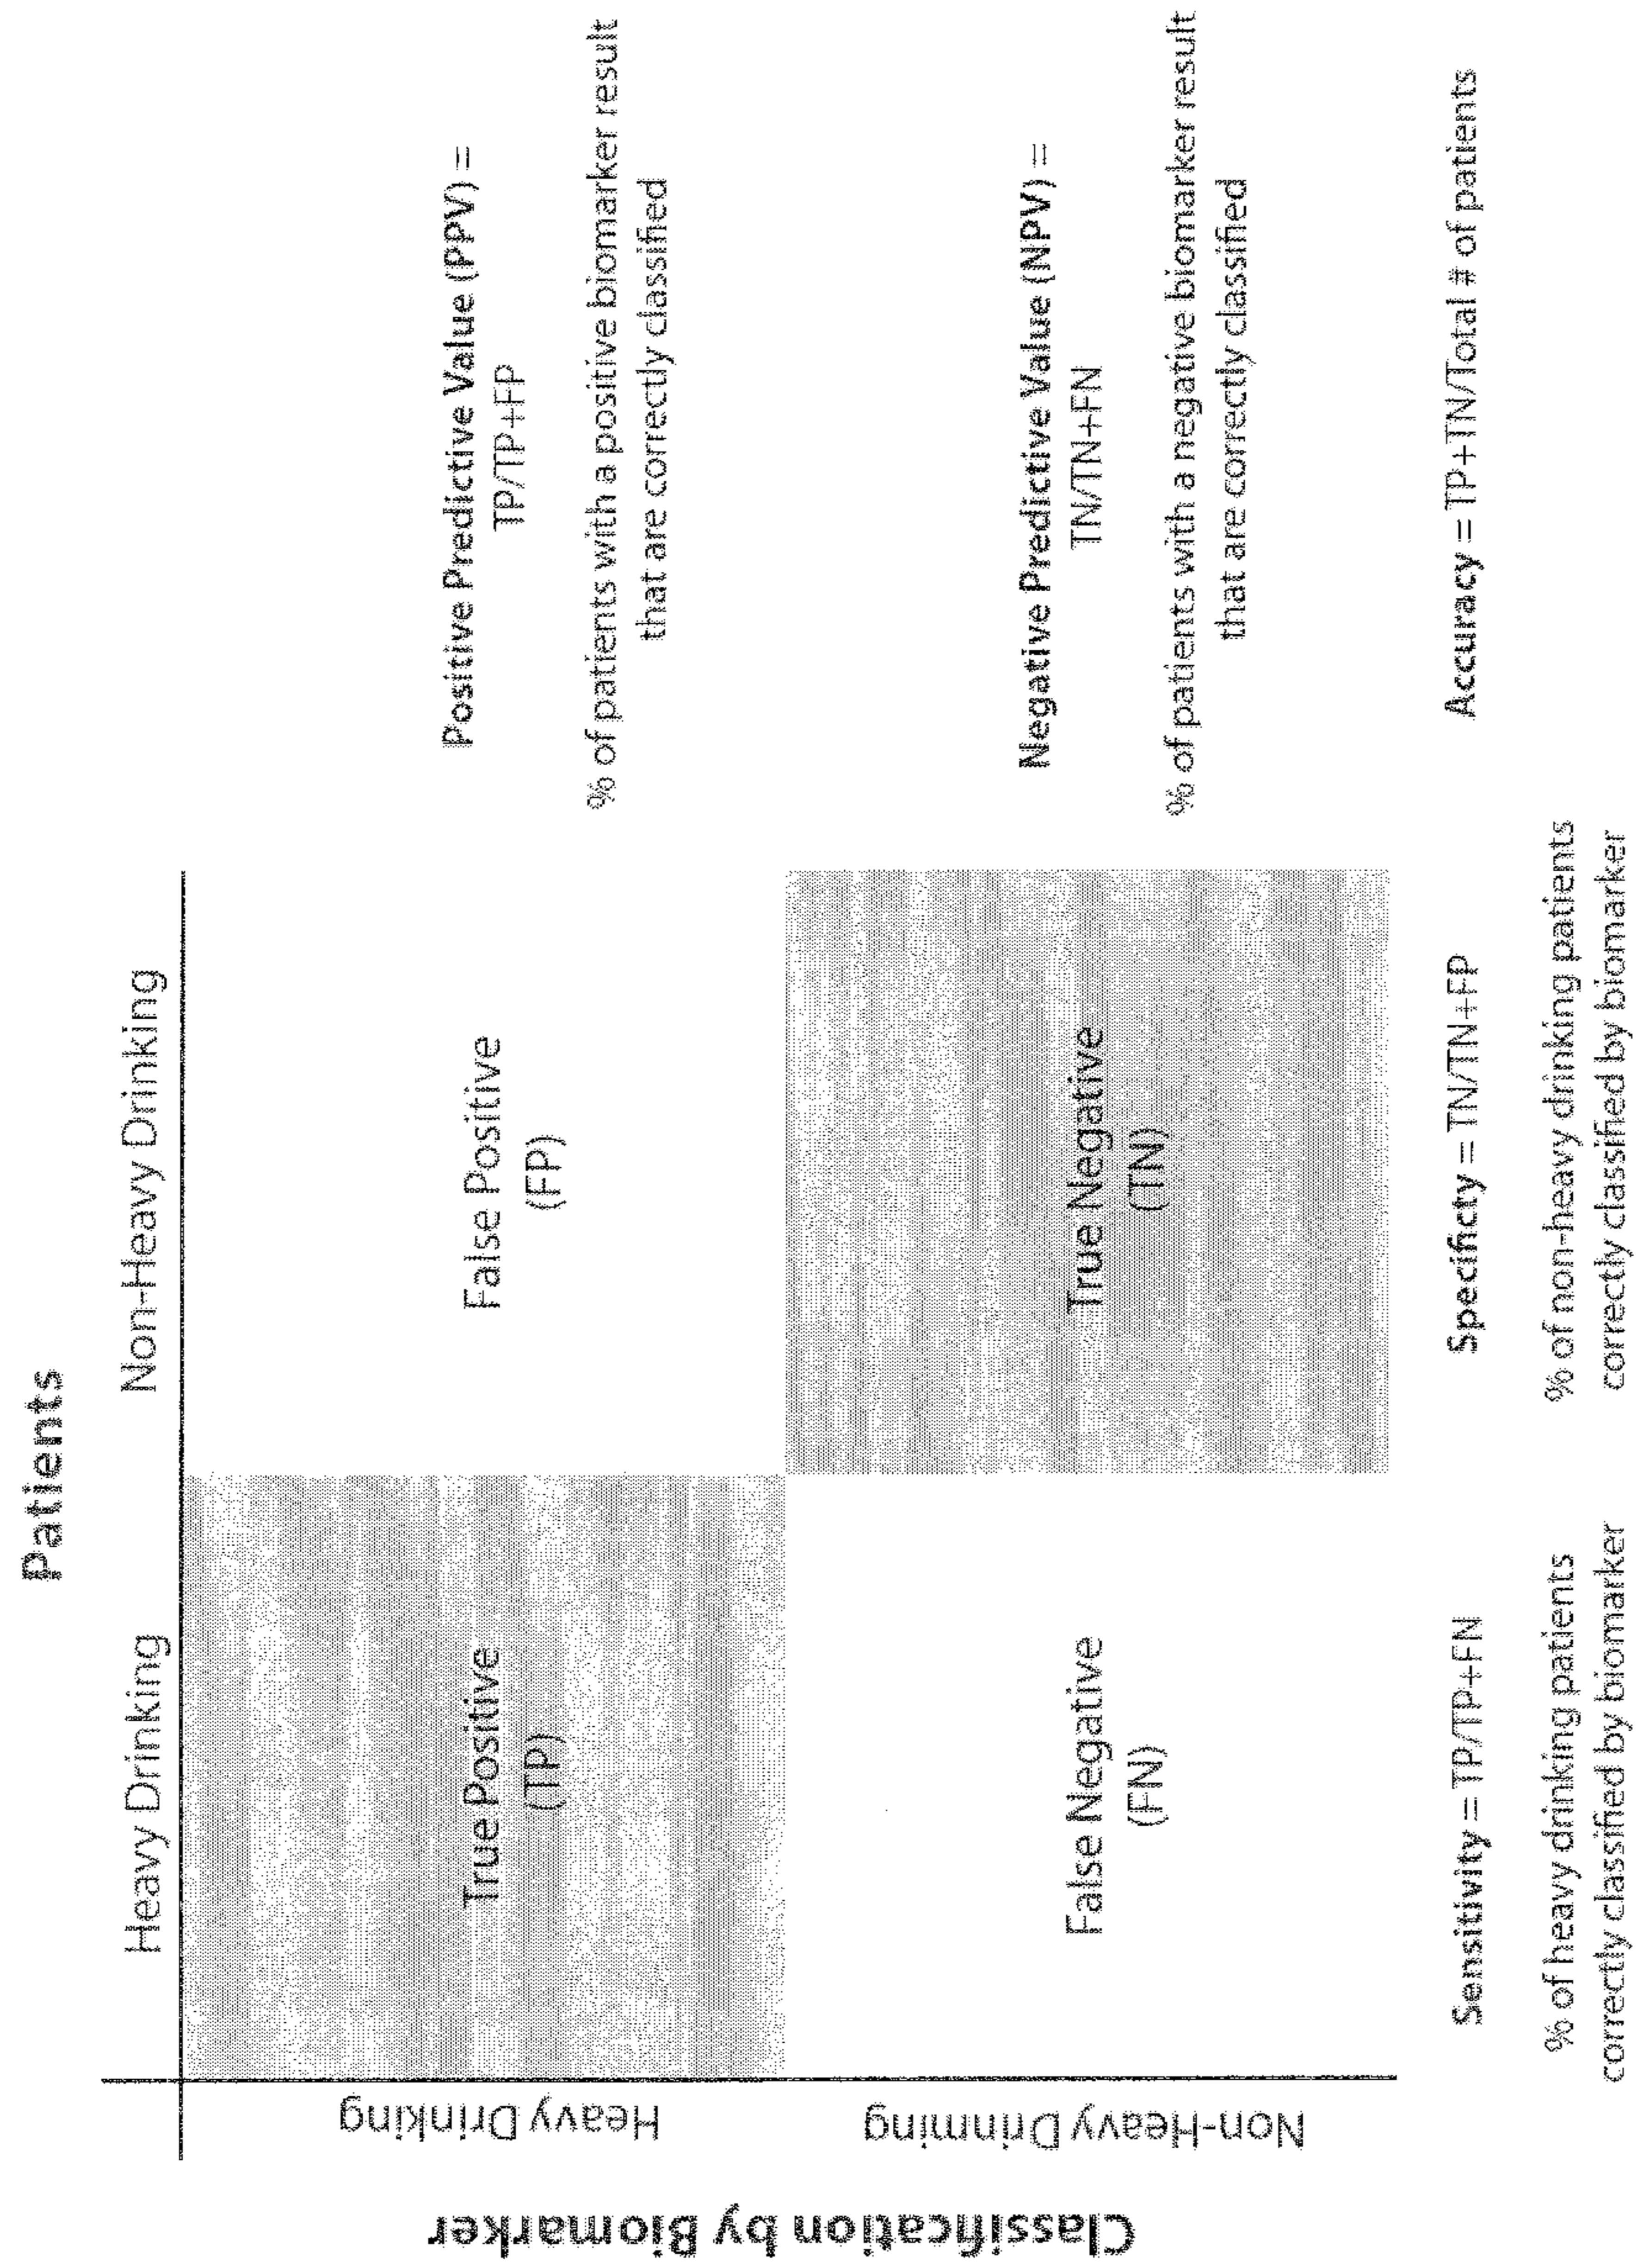 Patients
Heavy Drinking
Non-Heavy Drinking
Classification by Biomarker
Heavy Drinking
True Positive
(TP)
False Positive
(FP)
Positive Predictive Value (PPV) =
TP/TP+FP
% of patients with a positive biomarker result
that are correctly classified
Non-Heavy Drinming
False Negative
(FN)
True Negative
(TN)
Negative Predictive Value (NPV) =
TN/TN+FN
% of patients with a negative biomarker result
that are correctly classified
Sensitivity = TP/TP+FN
% of heavy drinking patients
correctly classified by biomarker
Specificty = TN/TN+FP
% of non-heavy drinking patients
correctly classified by biomarker
Accuracy = TP+TN/Total # of patients